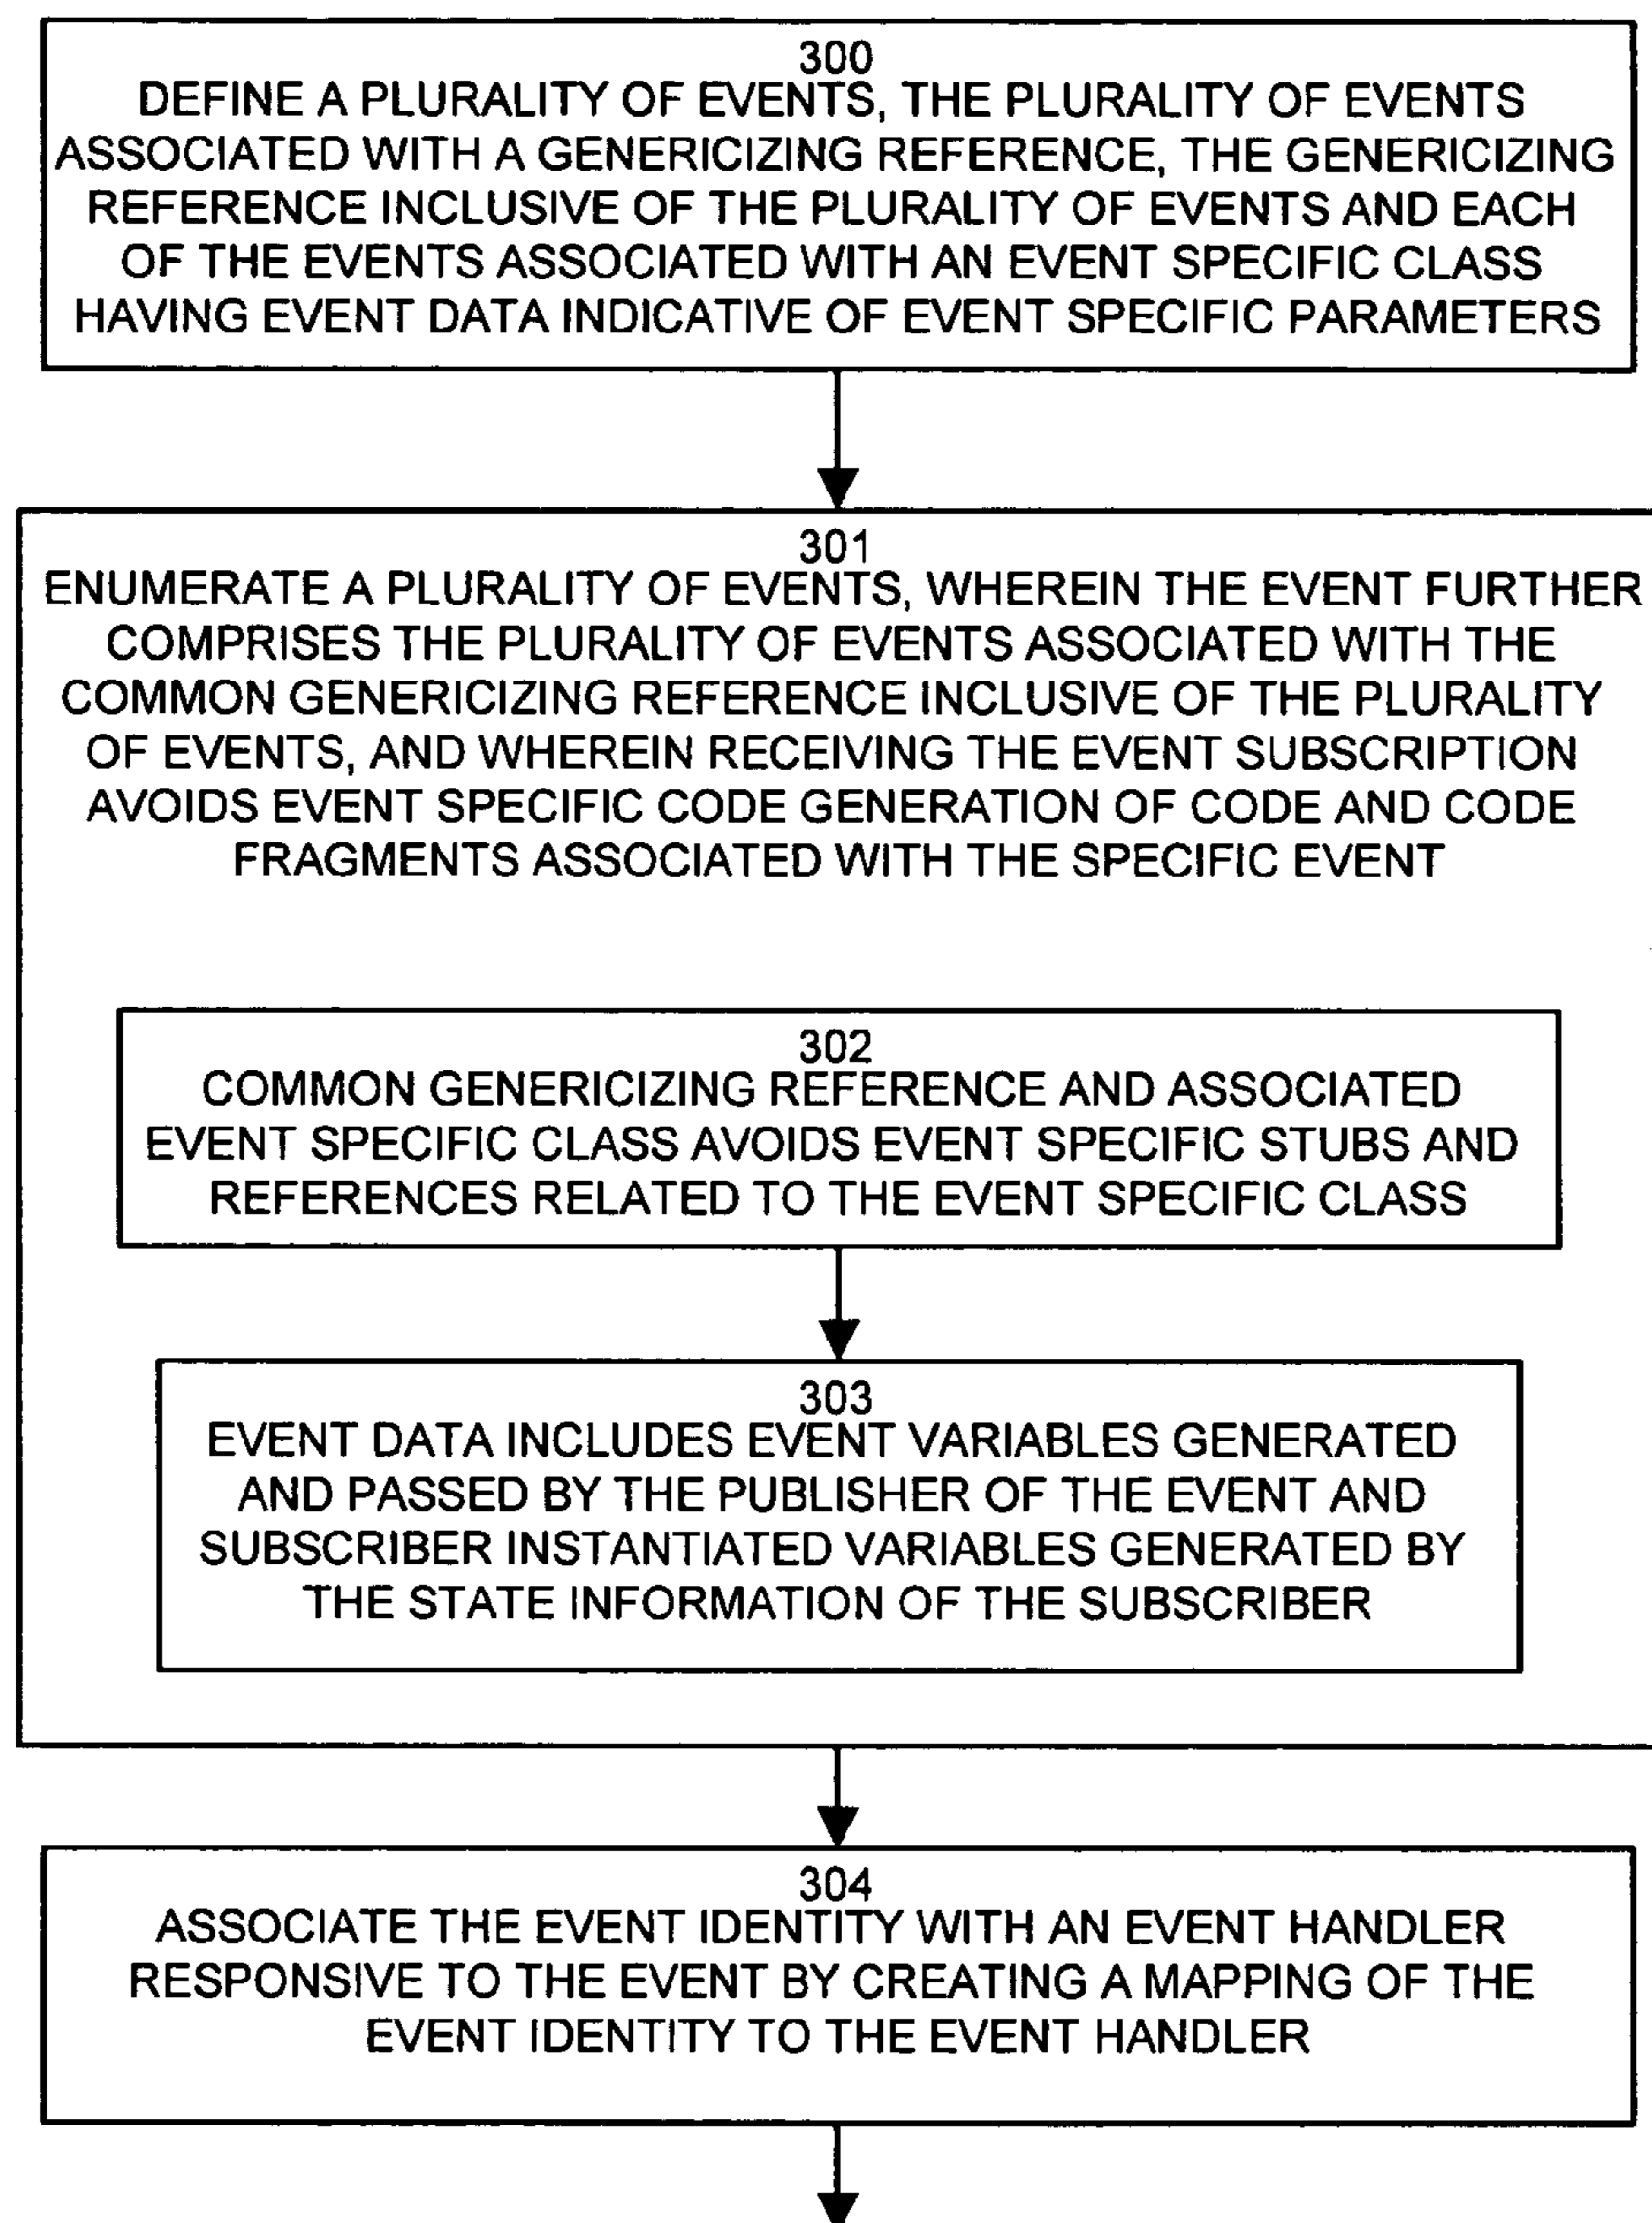 300
DEFINE A PLURALITY OF EVENTS, THE PLURALITY OF EVENTS
ASSOCIATED WITH A GENERICIZING REFERENCE, THE GENERICIZING
REFERENCE INCLUSIVE OF THE PLURALITY OF EVENTS AND EACH
OF THE EVENTS ASSOCIATED WITH AN EVENT SPECIFIC CLASS
HAVING EVENT DATA INDICATIVE OF EVENT SPECIFIC PARAMETERS
301
ENUMERATE A PLURALITY OF EVENTS, WHEREIN THE EVENT FURTHER
COMPRISES THE PLURALITY OF EVENTS ASSOCIATED WITH THE
COMMON GENERICIZING REFERENCE INCLUSIVE OF THE PLURALITY
OF EVENTS, AND WHEREIN RECEIVING THE EVENT SUBSCRIPTION
AVOIDS EVENT SPECIFIC CODE GENERATION OF CODE AND CODE
FRAGMENTS ASSOCIATED WITH THE SPECIFIC EVENT
302
COMMON GENERICIZING REFERENCE AND ASSOCIATED
EVENT SPECIFIC CLASS AVOIDS EVENT SPECIFIC STUBS AND
REFERENCES RELATED TO THE EVENT SPECIFIC CLASS
303
EVENT DATA INCLUDES EVENT VARIABLES GENERATED
AND PASSED BY THE PUBLISHER OF THE EVENT AND
SUBSCRIBER INSTANTIATED VARIABLES GENERATED BY
THE STATE INFORMATION OF THE SUBSCRIBER
304
ASSOCIATE THE EVENT IDENTITY WITH AN EVENT HANDLER
RESPONSIVE TO THE EVENT BY CREATING A MAPPING OF THE
EVENT IDENTITY TO THE EVENT HANDLER